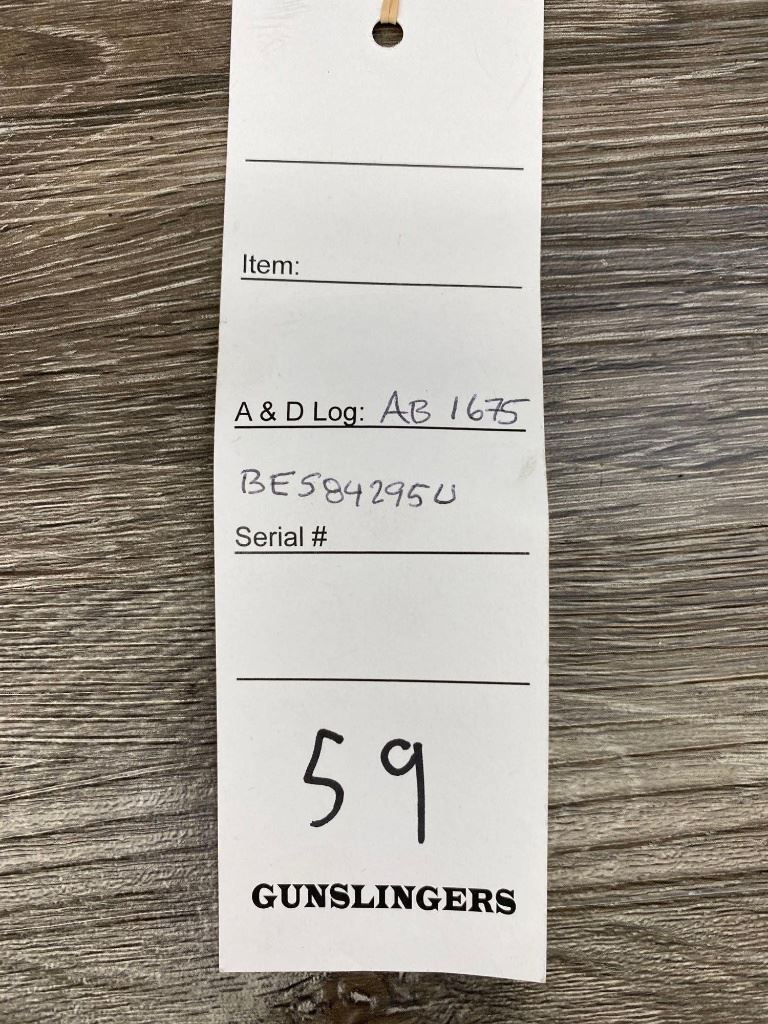 Item:
A & D Log: AB 1675
BES84295U
Serial #
59
GUNSLINGERS